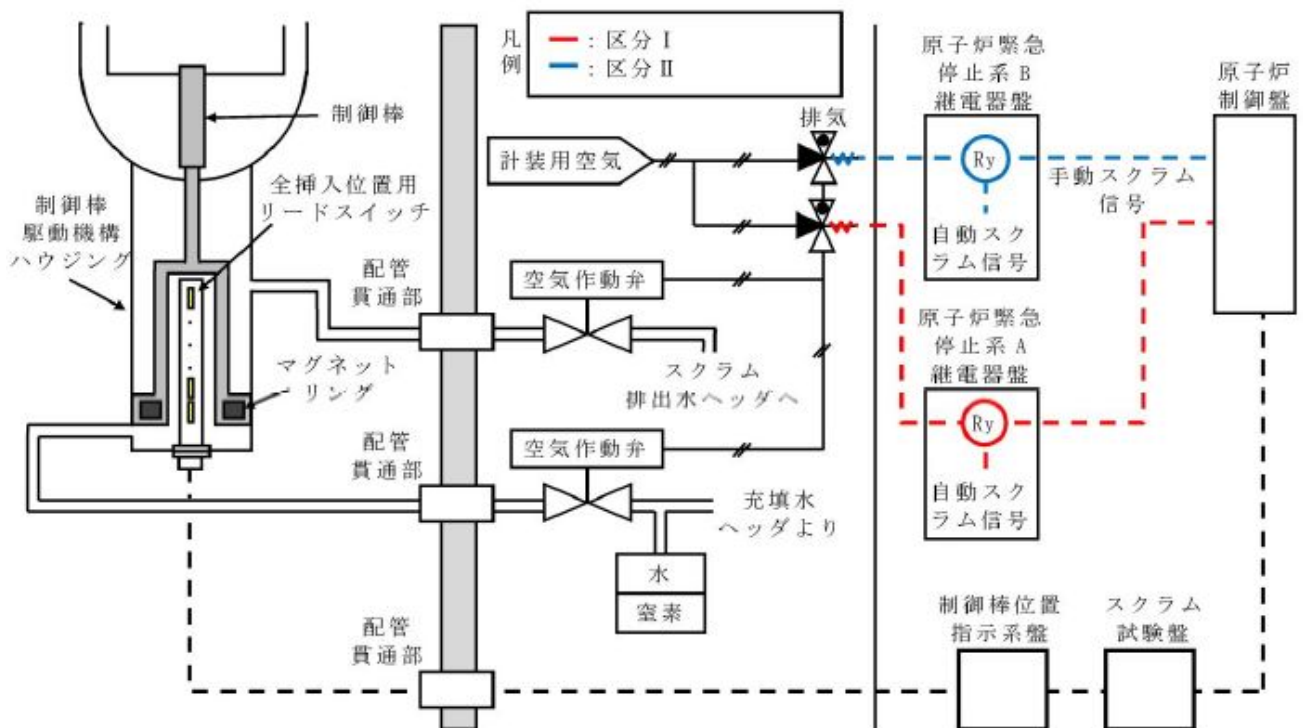 凡
例
：区分Ⅰ
：区分Ⅱ
制御棒
全挿入位置用
リードスイッチ
制御棒
駆動機構
ハウジング
マグネット
リング
配管
貫通部
配管
貫通部
配管
貫通部
計装用空気
排気
空気作動弁
スクラム
排出水ヘッダへ
空気作動弁
充填水
ヘッダより
水
窒素
原子炉緊急
停止系B
継電器盤
Ry
自動スク
ラム信号
手動スクラム
信号
原子炉
制御盤
原子炉緊急
停止系A
継電器盤
Ry
自動スク
ラム信号
制御棒位置
指示系盤
スクラム
試験盤